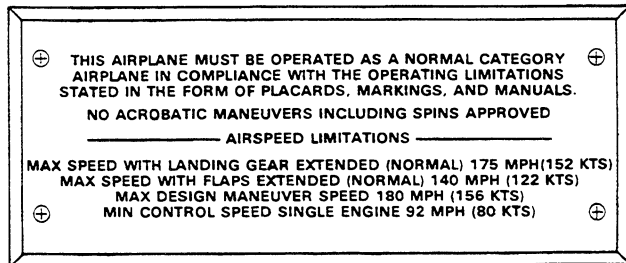 THIS AIRPLANE MUST BE OPERATED AS A NORMAL CATEGORY
AIRPLANE IN COMPLIANCE WITH THE OPERATING LIMITATIONS
STATED IN THE FORM OF PLACARDS, MARKINGS, AND MANUALS.
NO ACROBATIC MANEUVERS INCLUDING SPINS APPROVED
AIRSPEED LIMITATIONS
MAX SPEED WITH LANDING GEAR EXTENDED (NORMAL) 175 MPH(152 KTS)
MAX SPEED WITH FLAPS EXTENDED (NORMAL) 140 MPH (122 KTS)
MAX DESIGN MANEUVER SPEED 180 MPH (156 KTS)
MIN CONTROL SPEED SINGLE ENGINE 92 MPH (80 KTS)